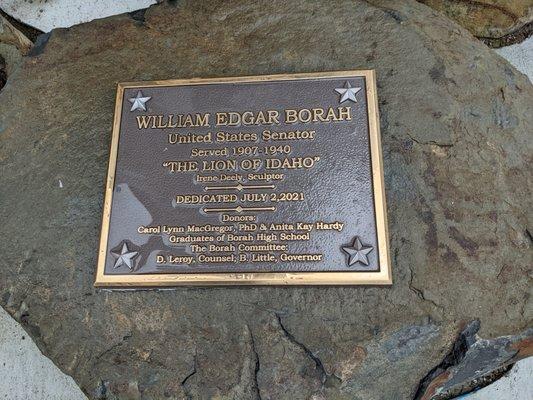 WILLIAM EDGAR BORAH
United States Senator
Served 1907-1940
"THE LION OF IDAHO"
Irene Deely, Sculptor
DEDICATED JULY 2, 2021
Donors:
Carol Lynn MacGregor, PhD & Anita Kay Hardy
Graduates of Borah High School
The Borah Committee:
D. Leroy, Counsel; B. Little, Governor